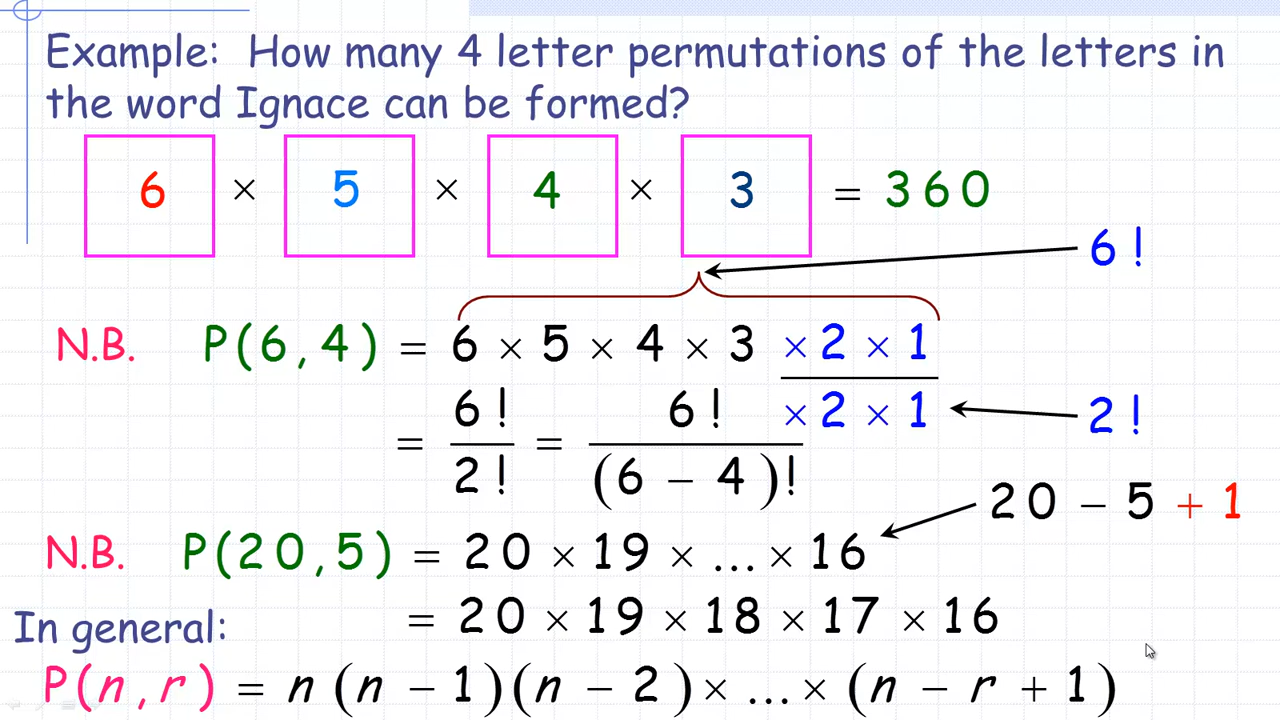 Example: How many 4 letter permutations of the letters in
the word Ignace can be formed?
6 × 5 × 4 × 3 = 360
6!
N.B. P(6,4) = 6 × 5 × 4 × 3 × 2 × 1
× 2 × 1
2!
= 6! / 2! = 6! / (6 − 4)!
20 − 5 + 1
N.B. P(20,5) = 20 × 19 × ... × 16
= 20 × 19 × 18 × 17 × 16
In general:
P(n,r) = n(n − 1)(n − 2) × ... × (n − r + 1)